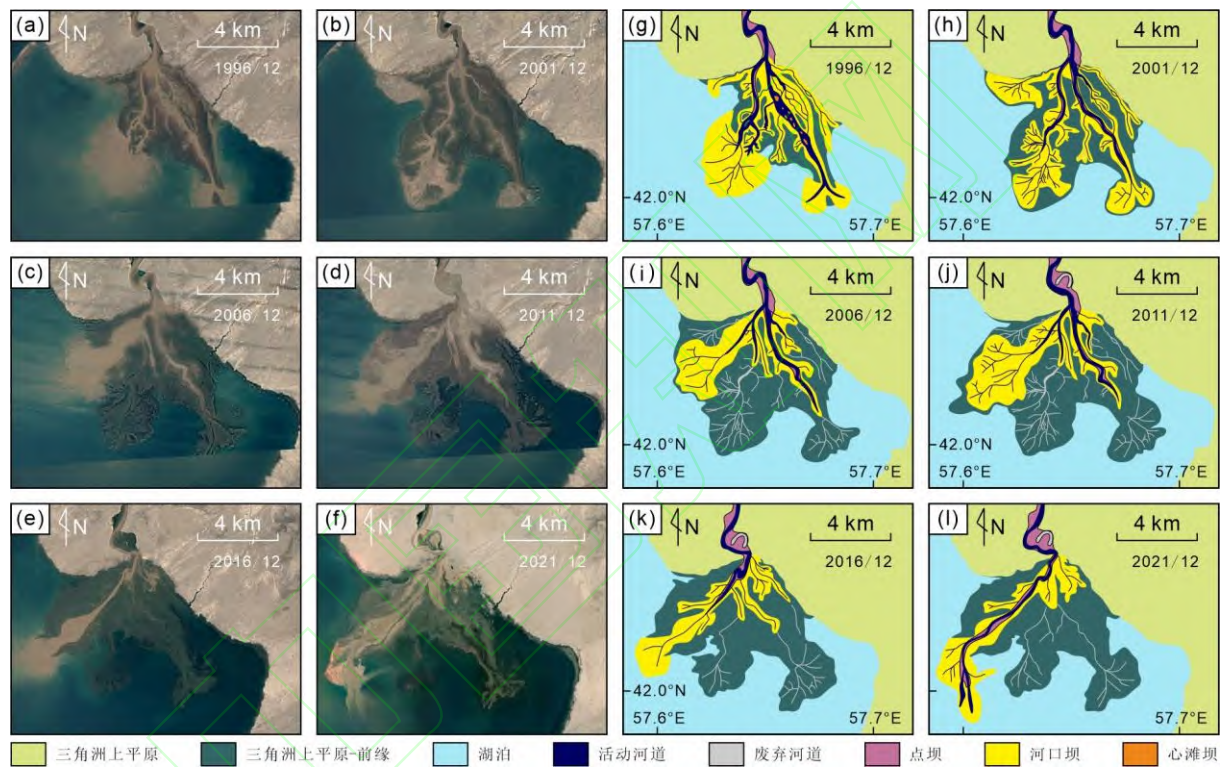 (a) N 4 km 1996/12
(b) N 4 km 2001/12
(g) N 4 km 1996/12
42.0°N
57.6°E 57.7°E
(h) N 4 km 2001/12
42.0°N
57.6°E 57.7°E
(c) N 4 km 2006/12
(d) N 4 km 2011/12
(i) N 4 km 2006/12
42.0°N
57.6°E 57.7°E
(j) N 4 km 2011/12
42.0°N
57.6°E 57.7°E
(e) N 4 km 2016/12
(f) N 4 km 2021/12
(k) N 4 km 2016/12
42.0°N
57.6°E 57.7°E
(l) N 4 km 2021/12
42.0°N
57.6°E 57.7°E
三角洲上平原 三角洲上平原-前缘 湖泊 活动河道 废弃河道 点坝 河口坝 心滩坝